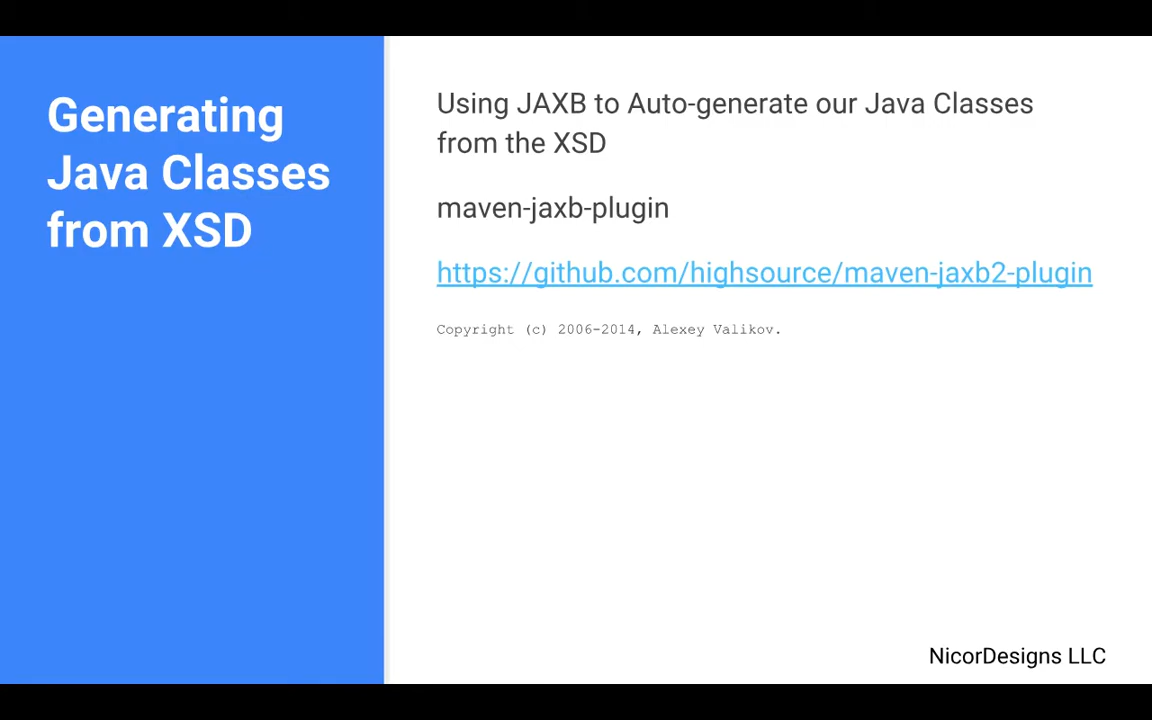 Generating
Java Classes
from XSD
Using JAXB to Auto-generate our Java Classes
from the XSD
maven-jaxb-plugin
https://github.com/highsource/maven-jaxb2-plugin
Copyright (c) 2006-2014, Alexey Valikov.
NicorDesigns LLC